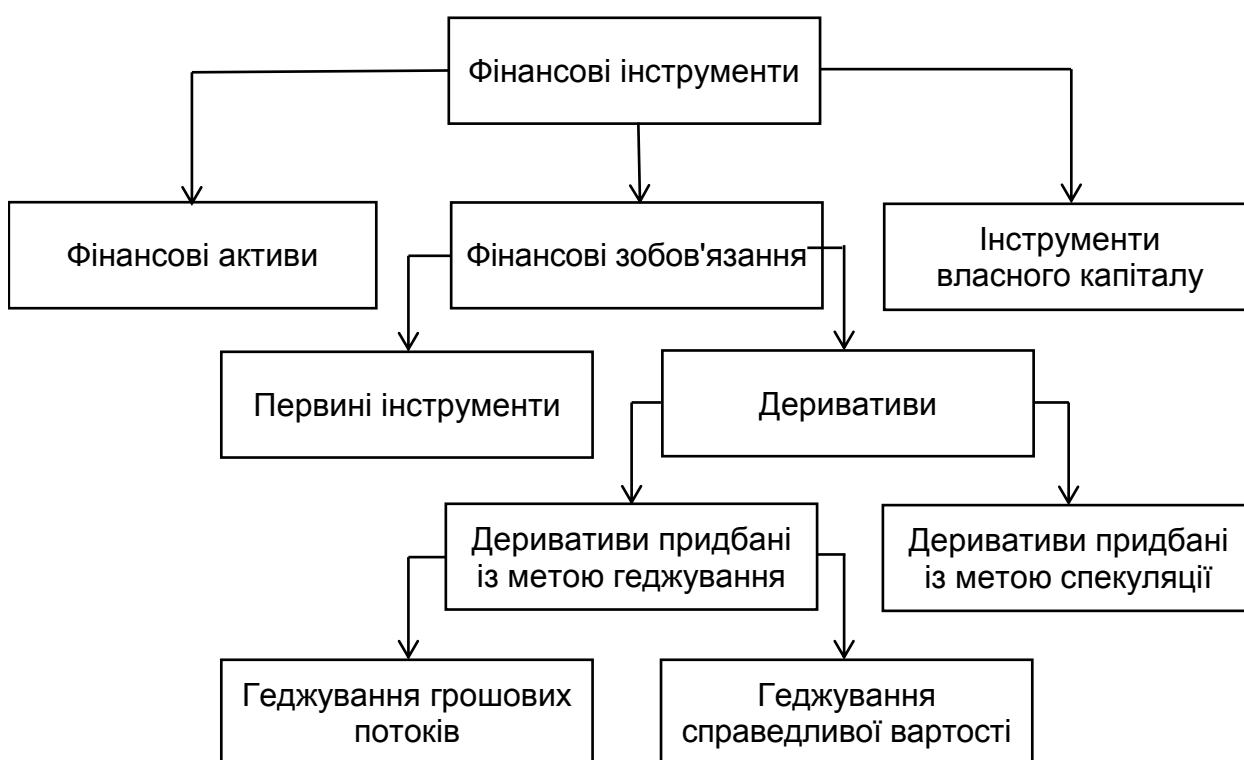 Фінансові інструменти
Фінансові активи
Фінансові зобов'язання
Інструменти
власного капіталу
Первині інструменти
Деривативи
Деривативи придбані
із метою геджування
Деривативи придбані
із метою спекуляції
Геджування грошових
потоків
Геджування
справедливої вартості